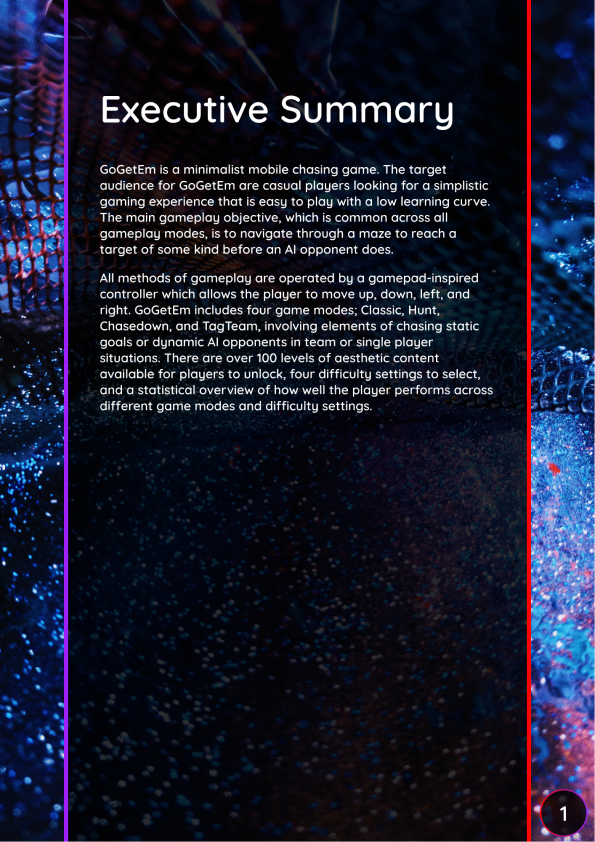 Executive Summary
GoGetEm is a minimalist mobile chasing game. The target
audience for GoGetEm are casual players looking for a simplistic
gaming experience that is easy to play with a low learning curve.
The main gameplay objective, which is common across all
gameplay modes, is to navigate through a maze to reach a
target of some kind before an AI opponent does.
All methods of gameplay are operated by a gamepad-inspired
controller which allows the player to move up, down, left, and
right. GoGetEm includes four game modes; Classic, Hunt,
Chasedown, and TagTeam, involving elements of chasing static
goals or dynamic AI opponents in team or single player
situations. There are over 100 levels of aesthetic content
available for players to unlock, four difficulty settings to select,
and a statistical overview of how well the player performs across
different game modes and difficulty settings.
1